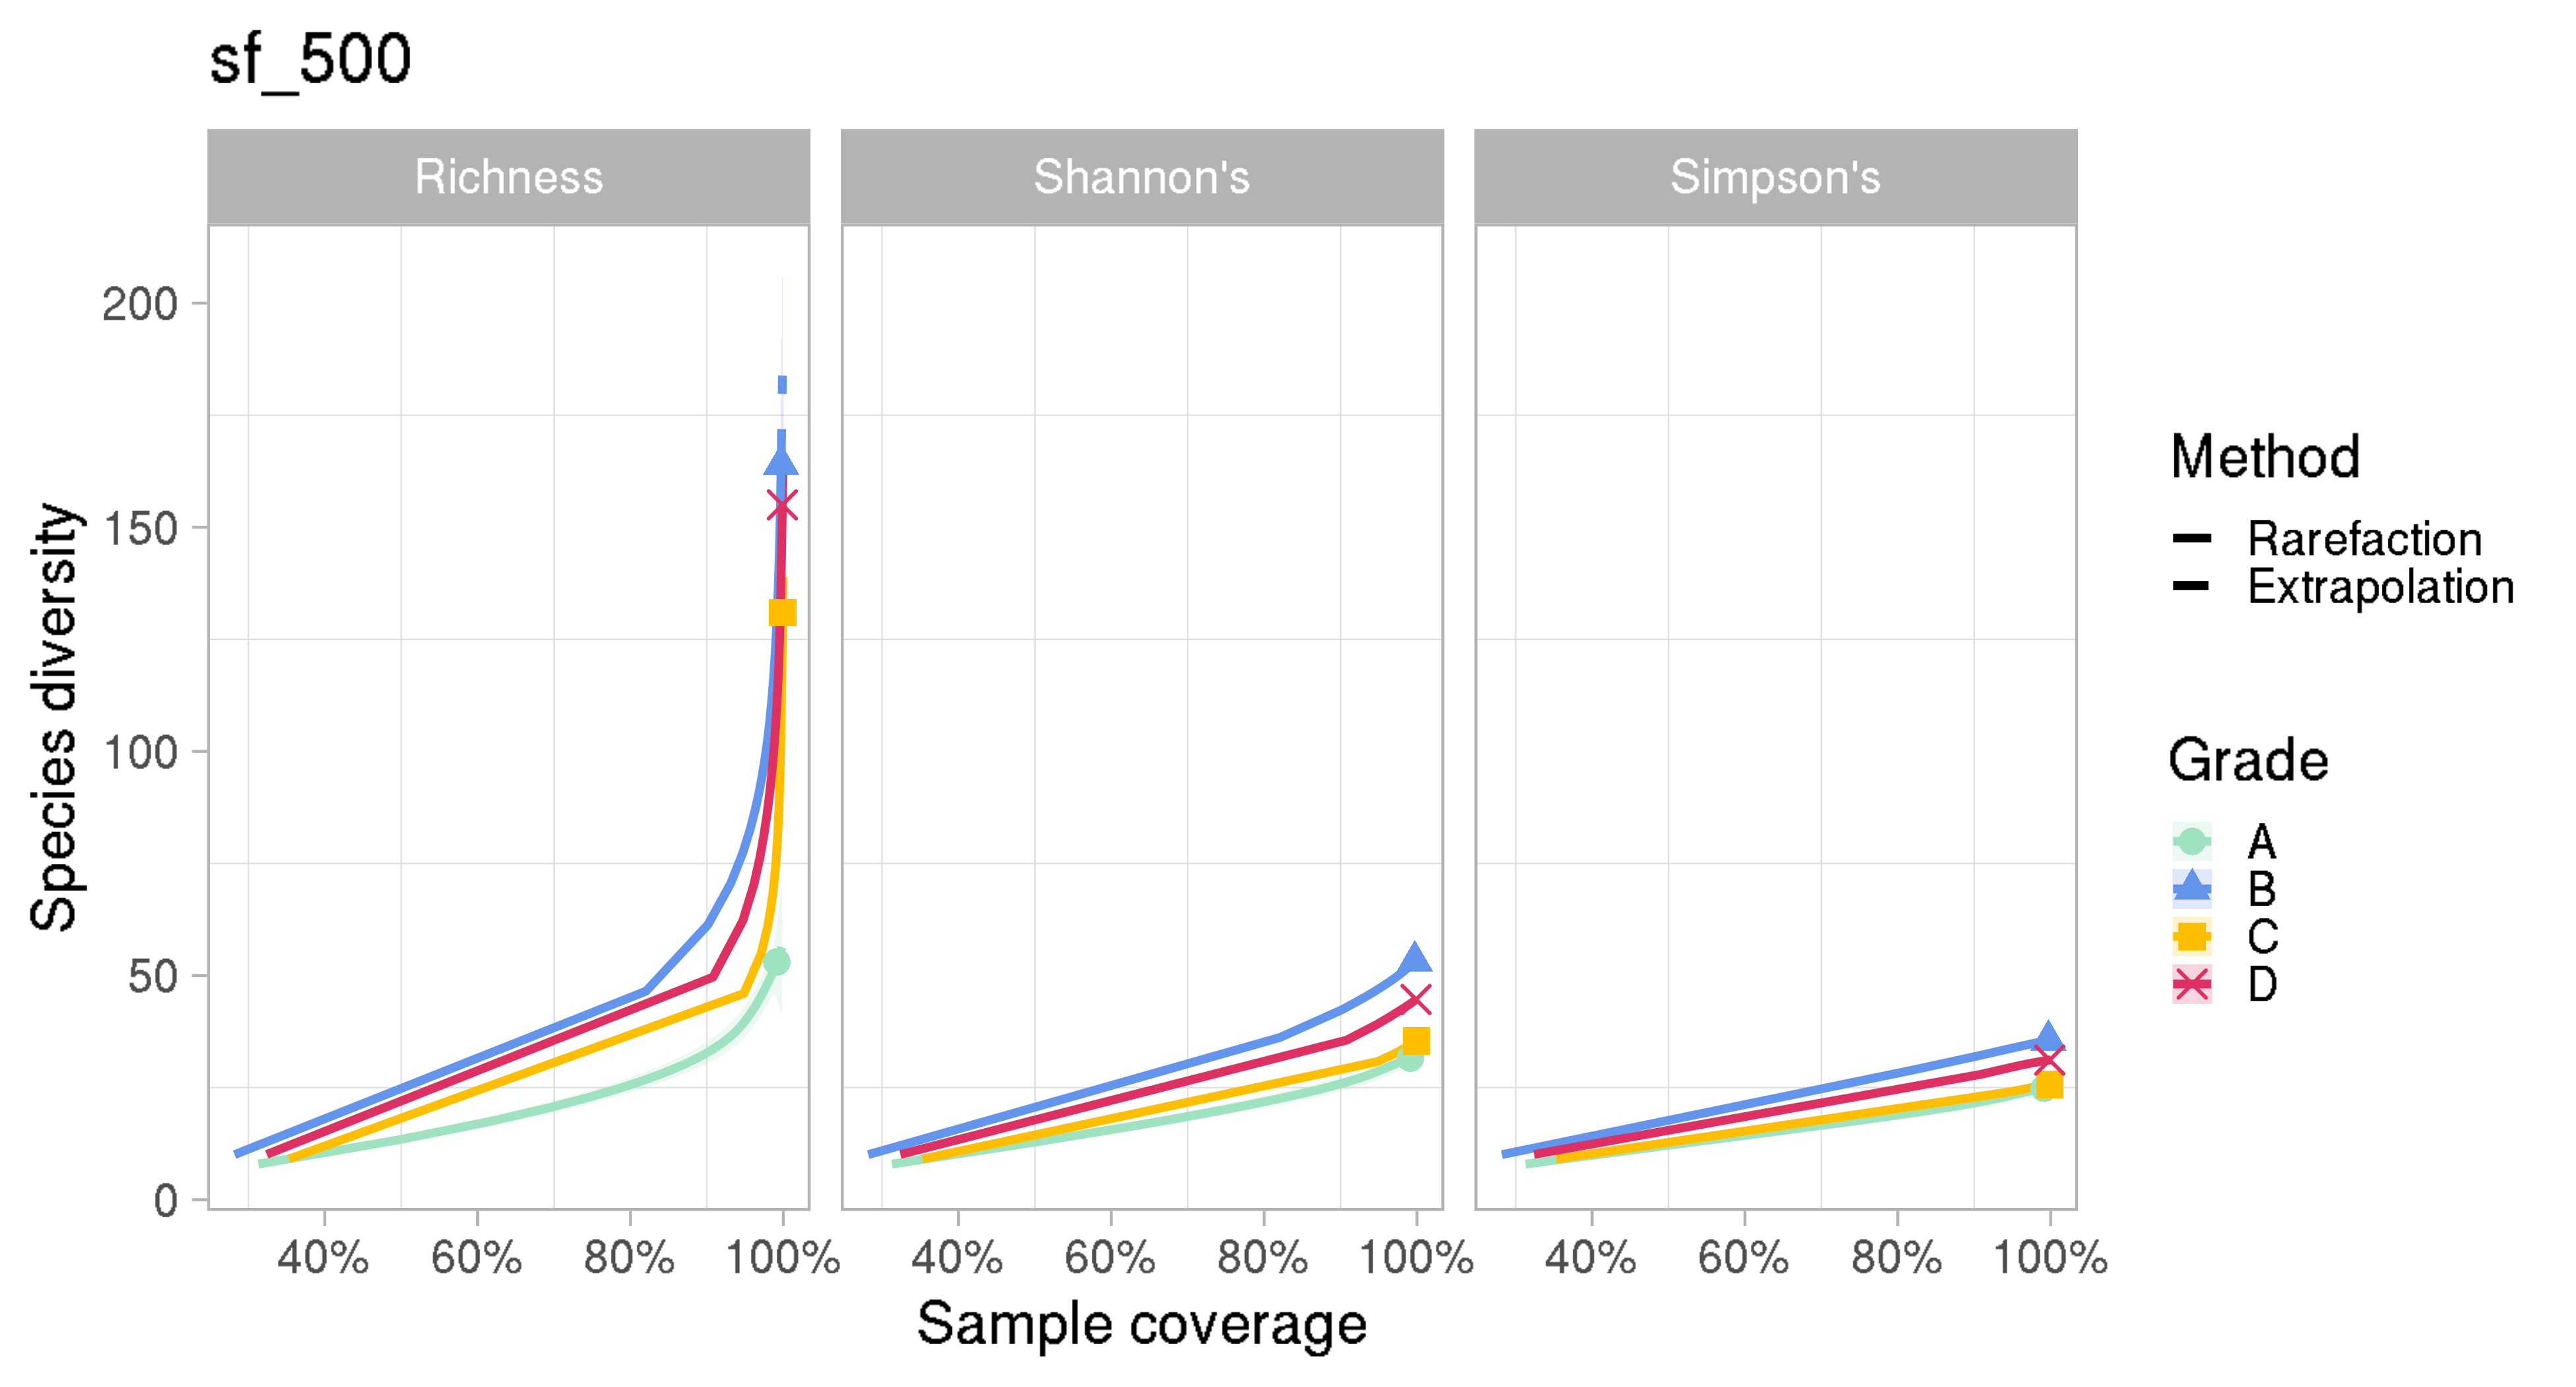 sf_500
Richness
Shannon's
Simpson's
Species diversity
200
150
100
50
0
40% 60% 80% 100%
40% 60% 80% 100%
40% 60% 80% 100%
Sample coverage
Method
Rarefaction
Extrapolation
Grade
A
B
C
D